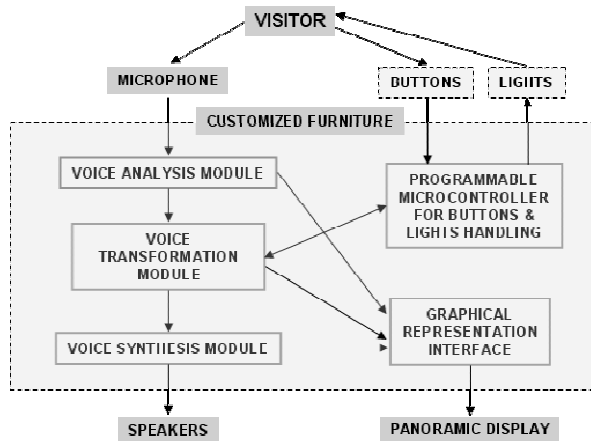 VISITOR
MICROPHONE
BUTTONS
LIGHTS
CUSTOMIZED FURNITURE
VOICE ANALYSIS MODULE
PROGRAMMABLE
MICROCONTROLLER
FOR BUTTONS &
LIGHTS HANDLING
VOICE
TRANSFORMATION
MODULE
GRAPHICAL
REPRESENTATION
INTERFACE
VOICE SYNTHESIS MODULE
SPEAKERS
PANORAMIC DISPLAY